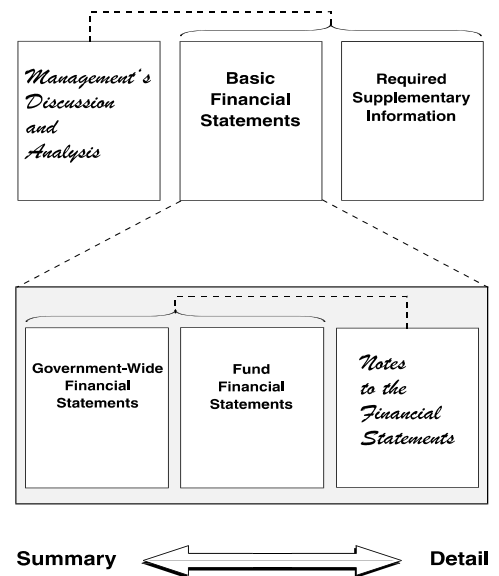 Management's
Discussion
and
Analysis
Basic
Financial
Statements
Required
Supplementary
Information
Government-Wide
Financial
Statements
Fund
Financial
Statements
Notes
to the
Financial
Statements
Summary
Detail